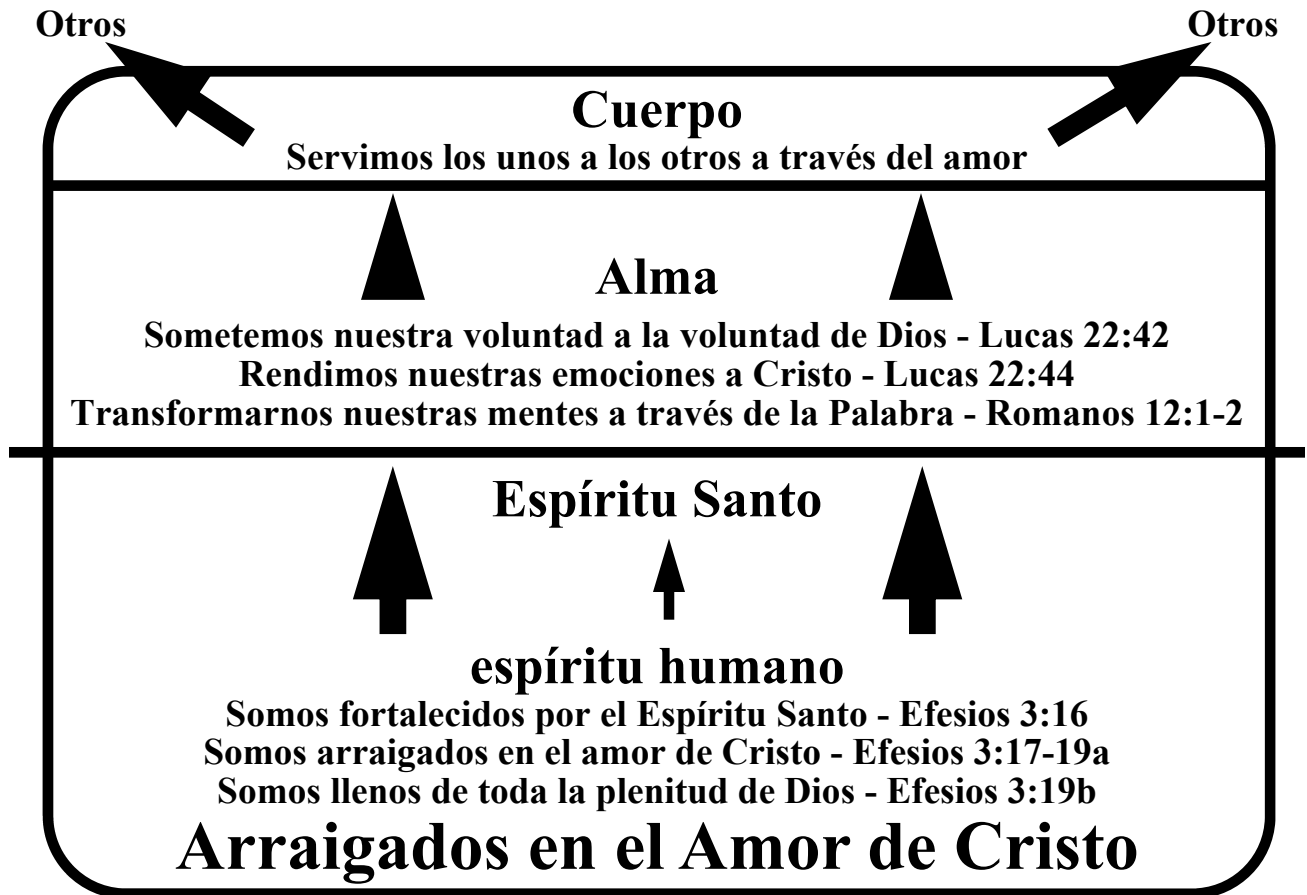 Otros
Otros
Cuerpo
Servimos los unos a los otros a través del amor
Alma
Sometemos nuestra voluntad a la voluntad de Dios - Lucas 22:42
Rendimos nuestras emociones a Cristo - Lucas 22:44
Transformarnos nuestras mentes a través de la Palabra - Romanos 12:1-2
Espíritu Santo
espíritu humano
Somos fortalecidos por el Espíritu Santo - Efesios 3:16
Somos arraigados en el amor de Cristo - Efesios 3:17-19a
Somos llenos de toda la plenitud de Dios - Efesios 3:19b
Arraigados en el Amor de Cristo